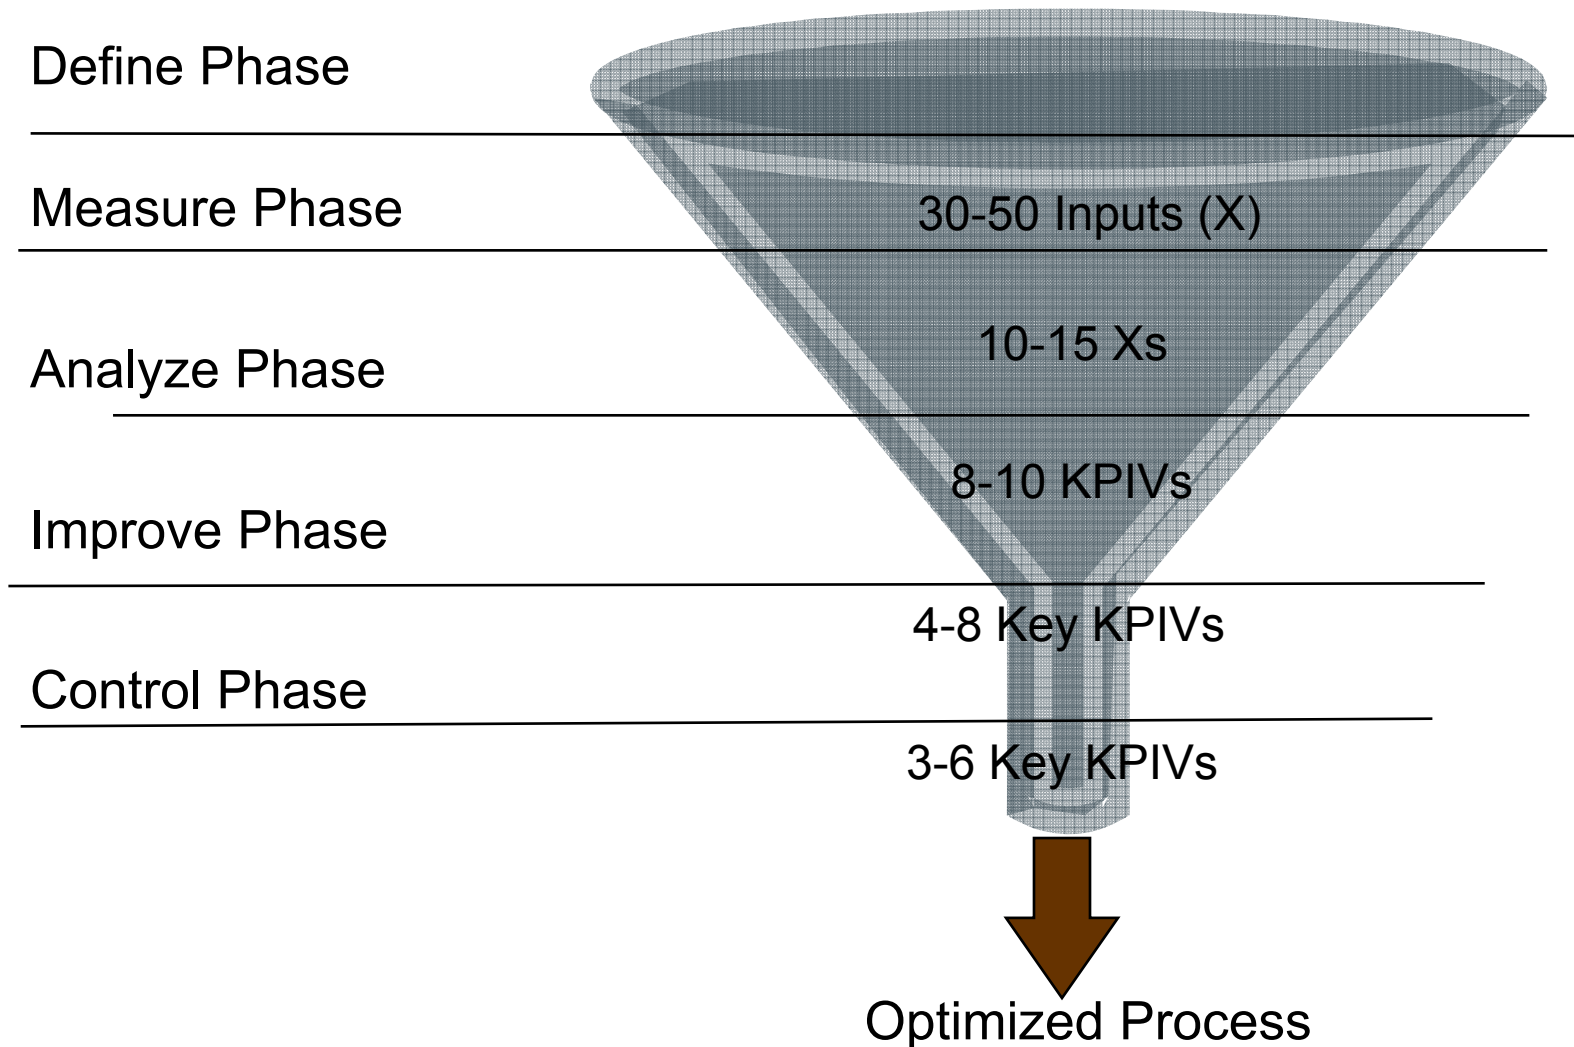 Define Phase
Measure Phase
30-50 Inputs (X)
10-15 Xs
Analyze Phase
8-10 KPIVs
Improve Phase
4-8 Key KPIVs
Control Phase
3-6 Key KPIVs
Optimized Process